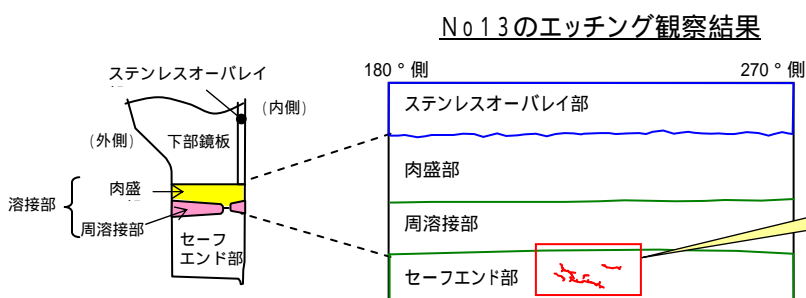 No13のエッチング観察結果
ステンレスオーバレイ
(内側)
(外側)
下部鏡板
溶接部
肉盛
周溶接部
セーフ
エンド部
180°側
270°側
ステンレスオーバレイ部
肉盛部
周溶接部
セーフエンド部